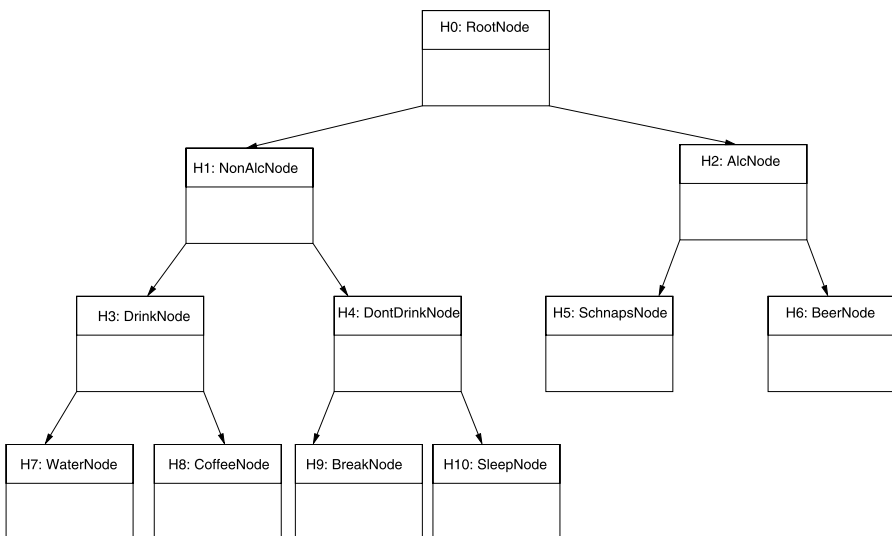 H0: RootNode
H1: NonAlcNode
H2: AlcNode
H3: DrinkNode
H4: DontDrinkNode
H5: SchnapsNode
H6: BeerNode
H7: WaterNode
H8: CoffeeNode
H9: BreakNode
H10: SleepNode